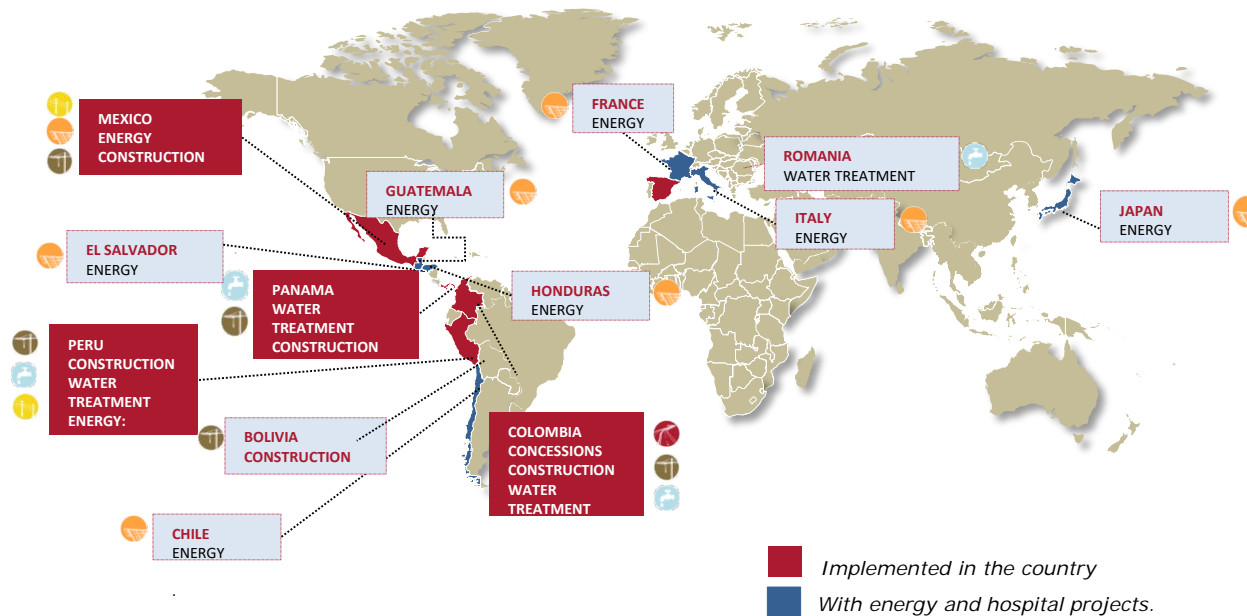 MEXICO
ENERGY
CONSTRUCTION
FRANCE
ENERGY
ROMANIA
WATER TREATMENT
GUATEMALA
ENERGY
ITALY
ENERGY
JAPAN
ENERGY
EL SALVADOR
ENERGY
PANAMA
WATER
TREATMENT
CONSTRUCTION
HONDURAS
ENERGY
PERU
CONSTRUCTION
WATER
TREATMENT
ENERGY:
BOLIVIA
CONSTRUCTION
COLOMBIA
CONCESSIONS
CONSTRUCTION
WATER
TREATMENT
CHILE
ENERGY
.
Implemented in the country
With energy and hospital projects.